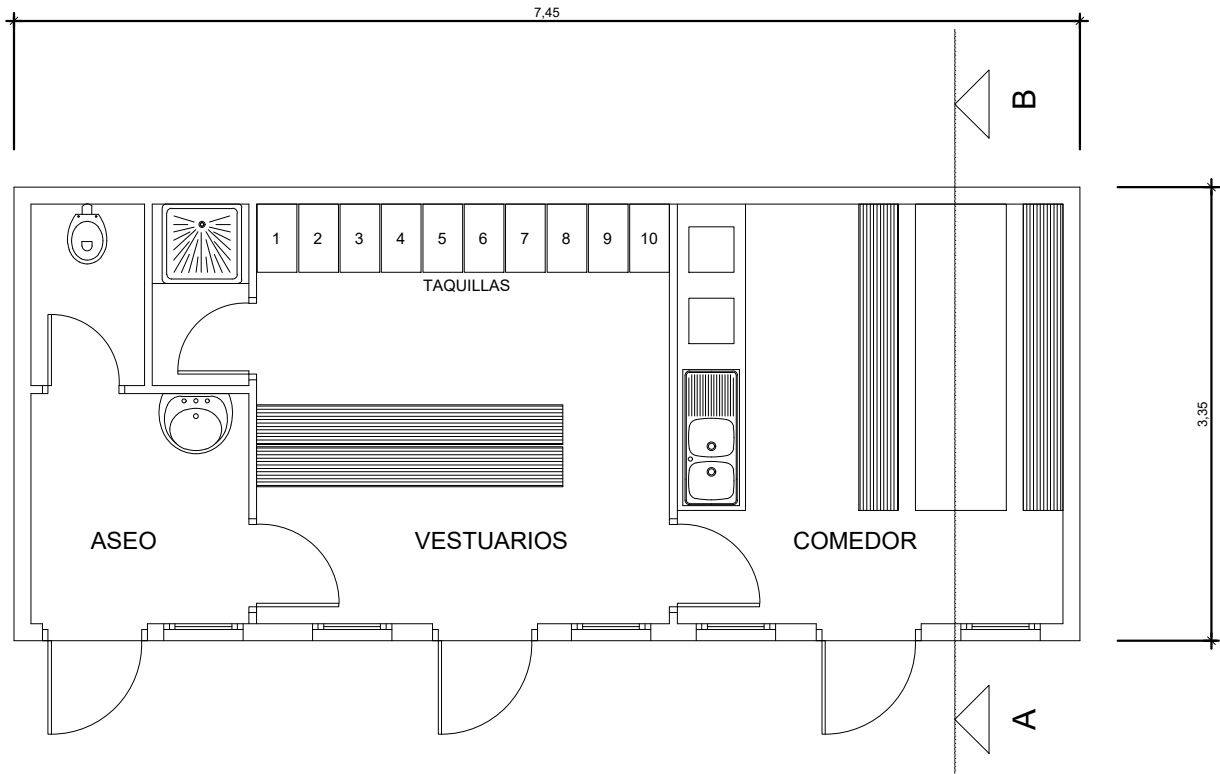 7,45
B
1 2 3 4 5 6 7 8 9 10
TAQUILLAS
3,35
ASEO VESTUARIOS COMEDOR
A